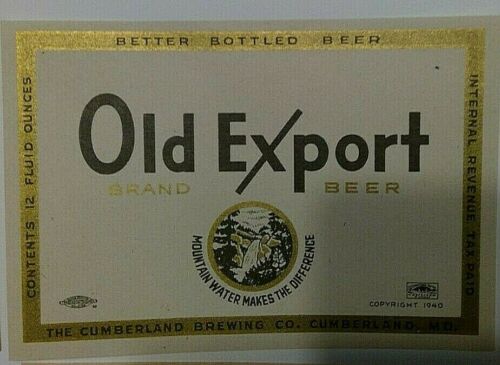 BETTER BOTTLED BEER
CONTENTS 12 FLUID OUNCES
Old Export
BRAND BEER
MOUNTAIN WATER MAKES THE DIFFERENCE
INTERNAL REVENUE TAX PAID
COPYRIGHT 1940
THE CUMBERLAND BREWING CO. CUMBERLAND, MD.